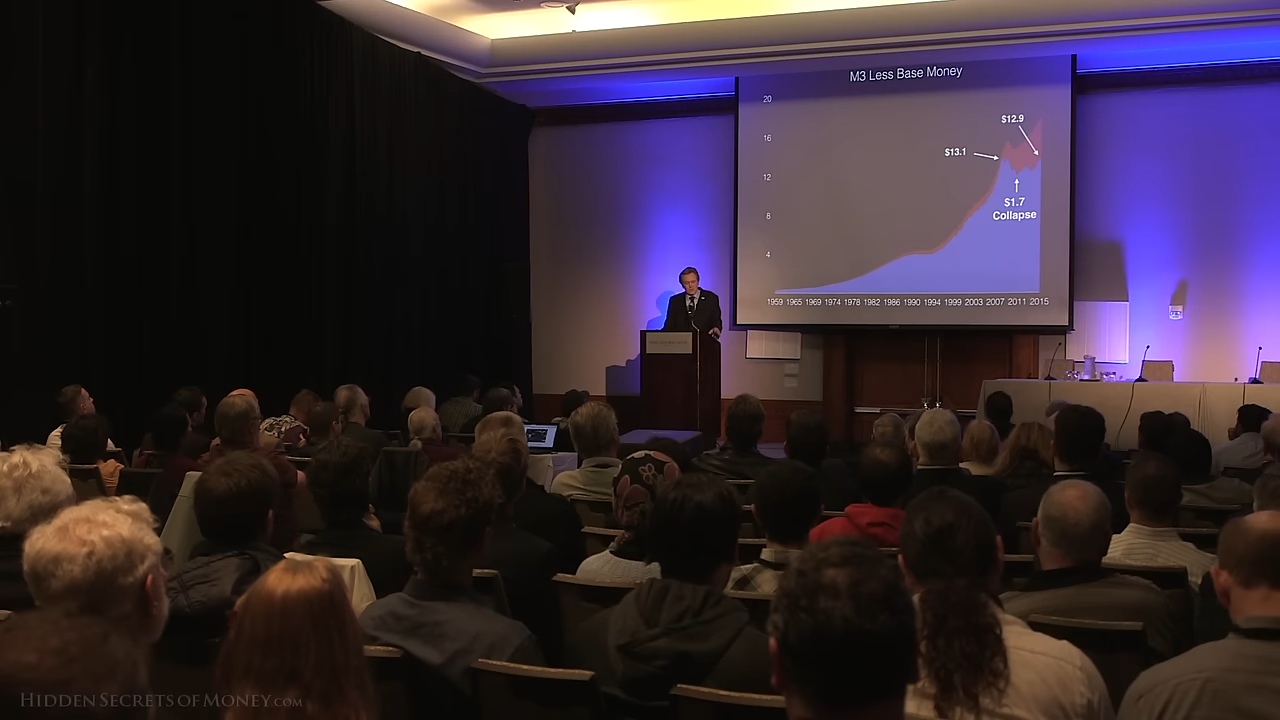 M3 Less Base Money
20
$12.9
16
$13.1
12
$1.7
Collapse
8
4
1959 1965 1969 1974 1978 1982 1986 1990 1994 1999 2003 2007 2011 2015
HIDDEN SECRETS OF MONEY.COM